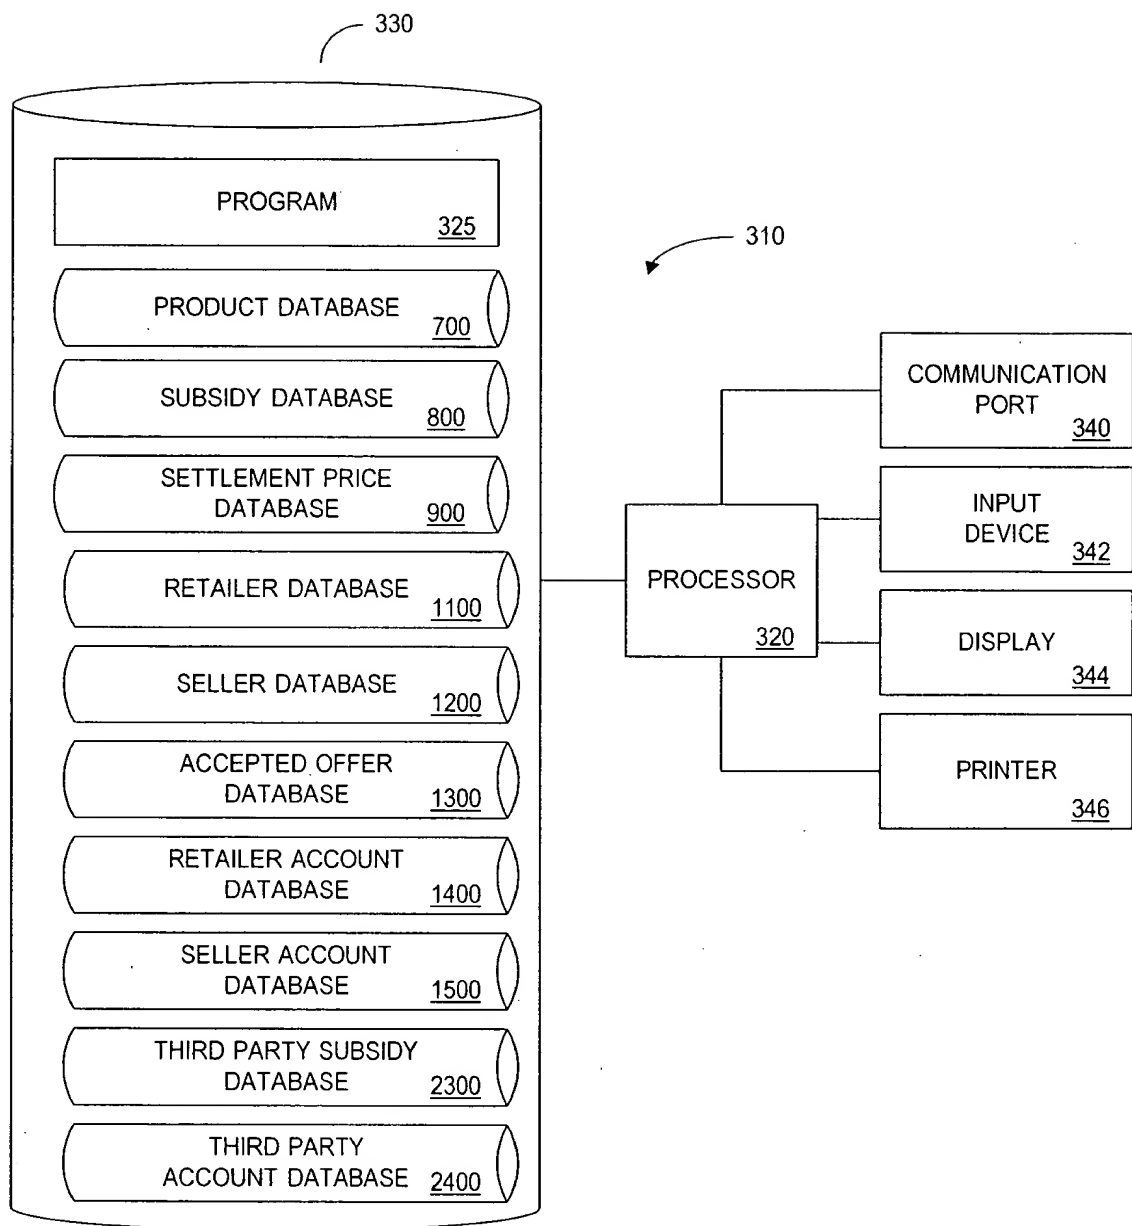 330
PROGRAM
325
310
PRODUCT DATABASE
700
SUBSIDY DATABASE
800
SETTLEMENT PRICE
DATABASE
900
RETAILER DATABASE
1100
SELLER DATABASE
1200
ACCEPTED OFFER
DATABASE
1300
RETAILER ACCOUNT
DATABASE
1400
SELLER ACCOUNT
DATABASE
1500
THIRD PARTY SUBSIDY
DATABASE
2300
THIRD PARTY
ACCOUNT DATABASE
2400
PROCESSOR
320
COMMUNICATION
PORT
340
INPUT
DEVICE
342
DISPLAY
344
PRINTER
346